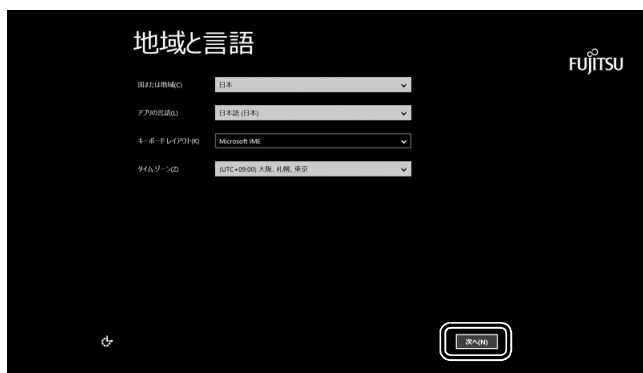 地域と言語
FUJITSU
国または地域(C)
日本
アプリの言語(L)
日本語 (日本)
キーボード レイアウト(K)
Microsoft IME
タイム ゾーン(Z)
(UTC+09:00) 大阪、札幌、東京
次へ(N)